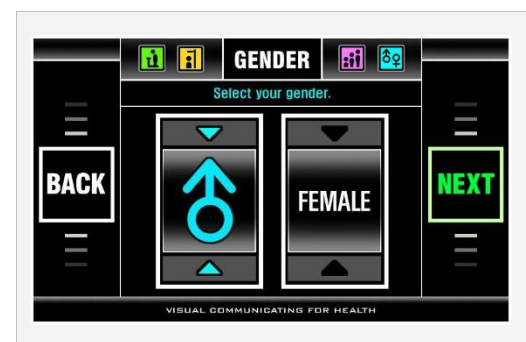 GENDER
Select your gender.
BACK
FEMALE
NEXT
VISUAL COMMUNICATING FOR HEALTH